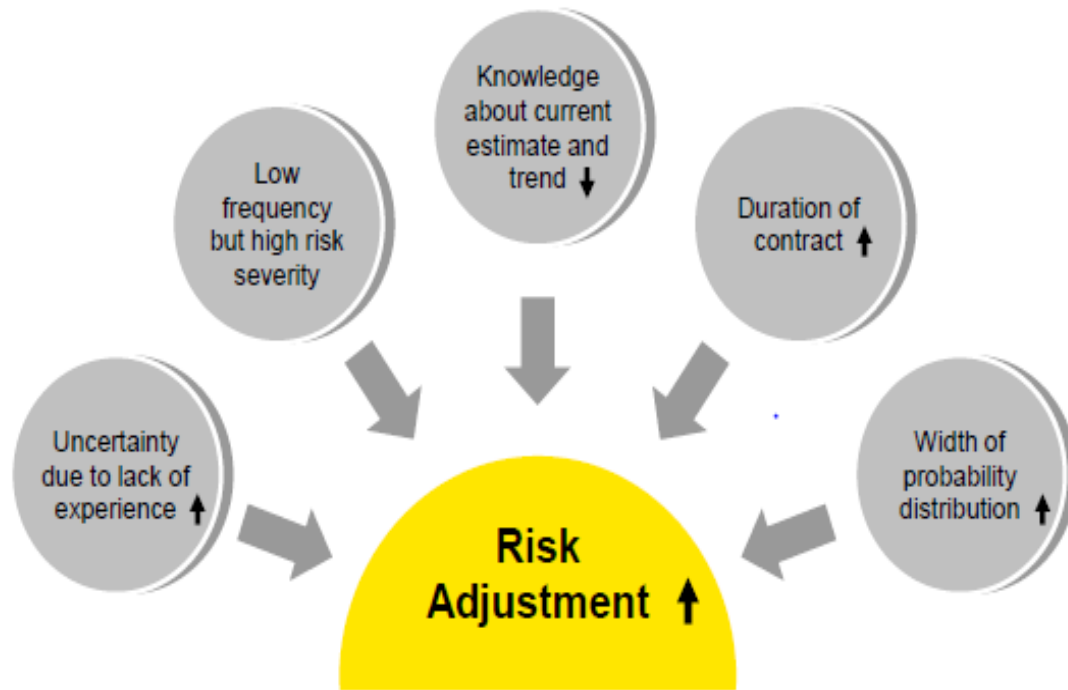 Knowledge
about current
estimate and
trend ↓
Low
frequency
but high risk
severity
Duration of
contract ↑
Uncertainty
due to lack of
experience ↑
Width of
probability
distribution ↑
Risk
Adjustment ↑